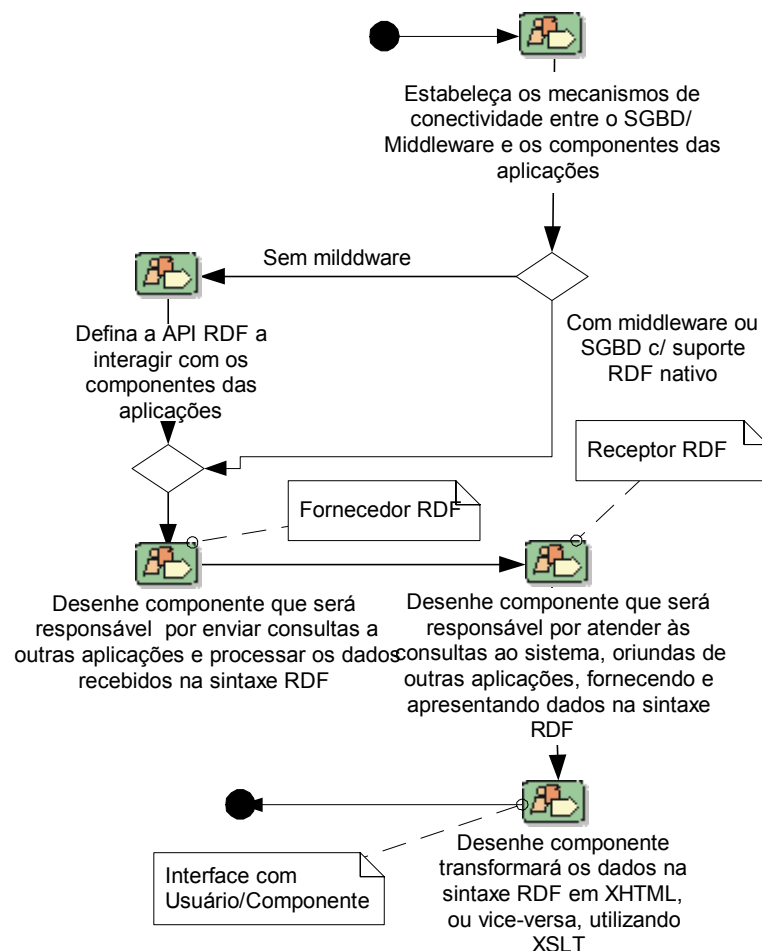 Estabeleça os mecanismos de
conectividade entre o SGBD/
Middleware e os componentes das
aplicações
Sem milddware
Defina a API RDF a
interagir com os
componentes das
aplicações
Com middleware ou
SGBD c/ suporte
RDF nativo
Receptor RDF
Fornecedor RDF
Desenhe componente que será
responsável por enviar consultas a
outras aplicações e processar os dados
recebidos na sintaxe RDF
Desenhe componente que será
responsável por atender às
consultas ao sistema, oriundas de
outras aplicações, fornecendo e
apresentando dados na sintaxe
RDF
Interface com
Usuário/Componente
Desenhe componente
transformará os dados na
sintaxe RDF em XHTML,
ou vice-versa, utilizando
XSLT